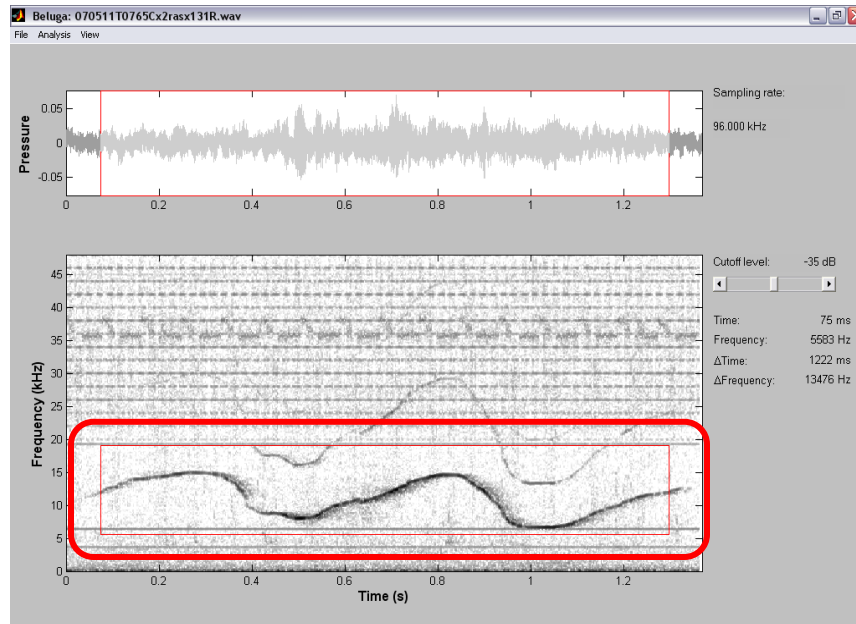 Beluga: 070511T0765Cx2rasx131R.wav
File Analysis View
Sampling rate:
96.000 kHz
Pressure
0.05
0
-0.05
0 0.2 0.4 0.6 0.8 1 1.2
Cutoff level: -35 dB
Time: 75 ms
Frequency: 5583 Hz
ΔTime: 1222 ms
ΔFrequency: 13476 Hz
Frequency (kHz)
45
40
35
30
25
20
15
10
5
0
0 0.2 0.4 0.6 0.8 1 1.2
Time (s)